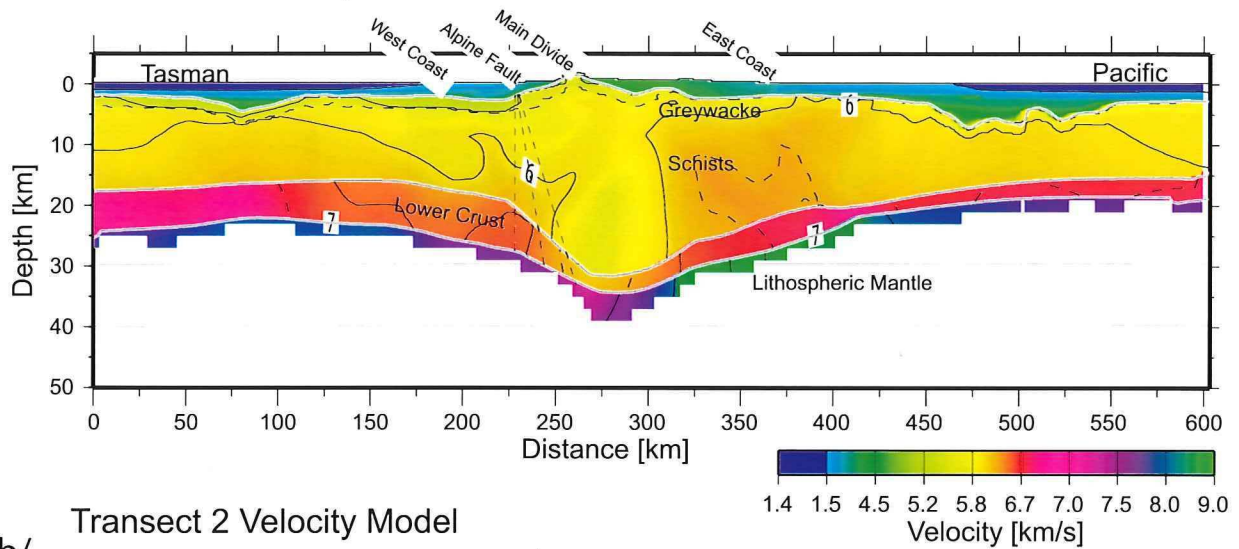 West Coast
Alpine Fault
Main Divide
East Coast
Tasman
Pacific
0
10
20
30
40
50
Depth [km]
Greywacke
6
Schists
6
Lower Crust
7
7
Lithospheric Mantle
0 50 100 150 200 250 300 350 400 450 500 550 600
Distance [km]
1.4 1.5 4.5 5.2 5.8 6.7 7.0 7.5 8.0 9.0
Velocity [km/s]
Transect 2 Velocity Model